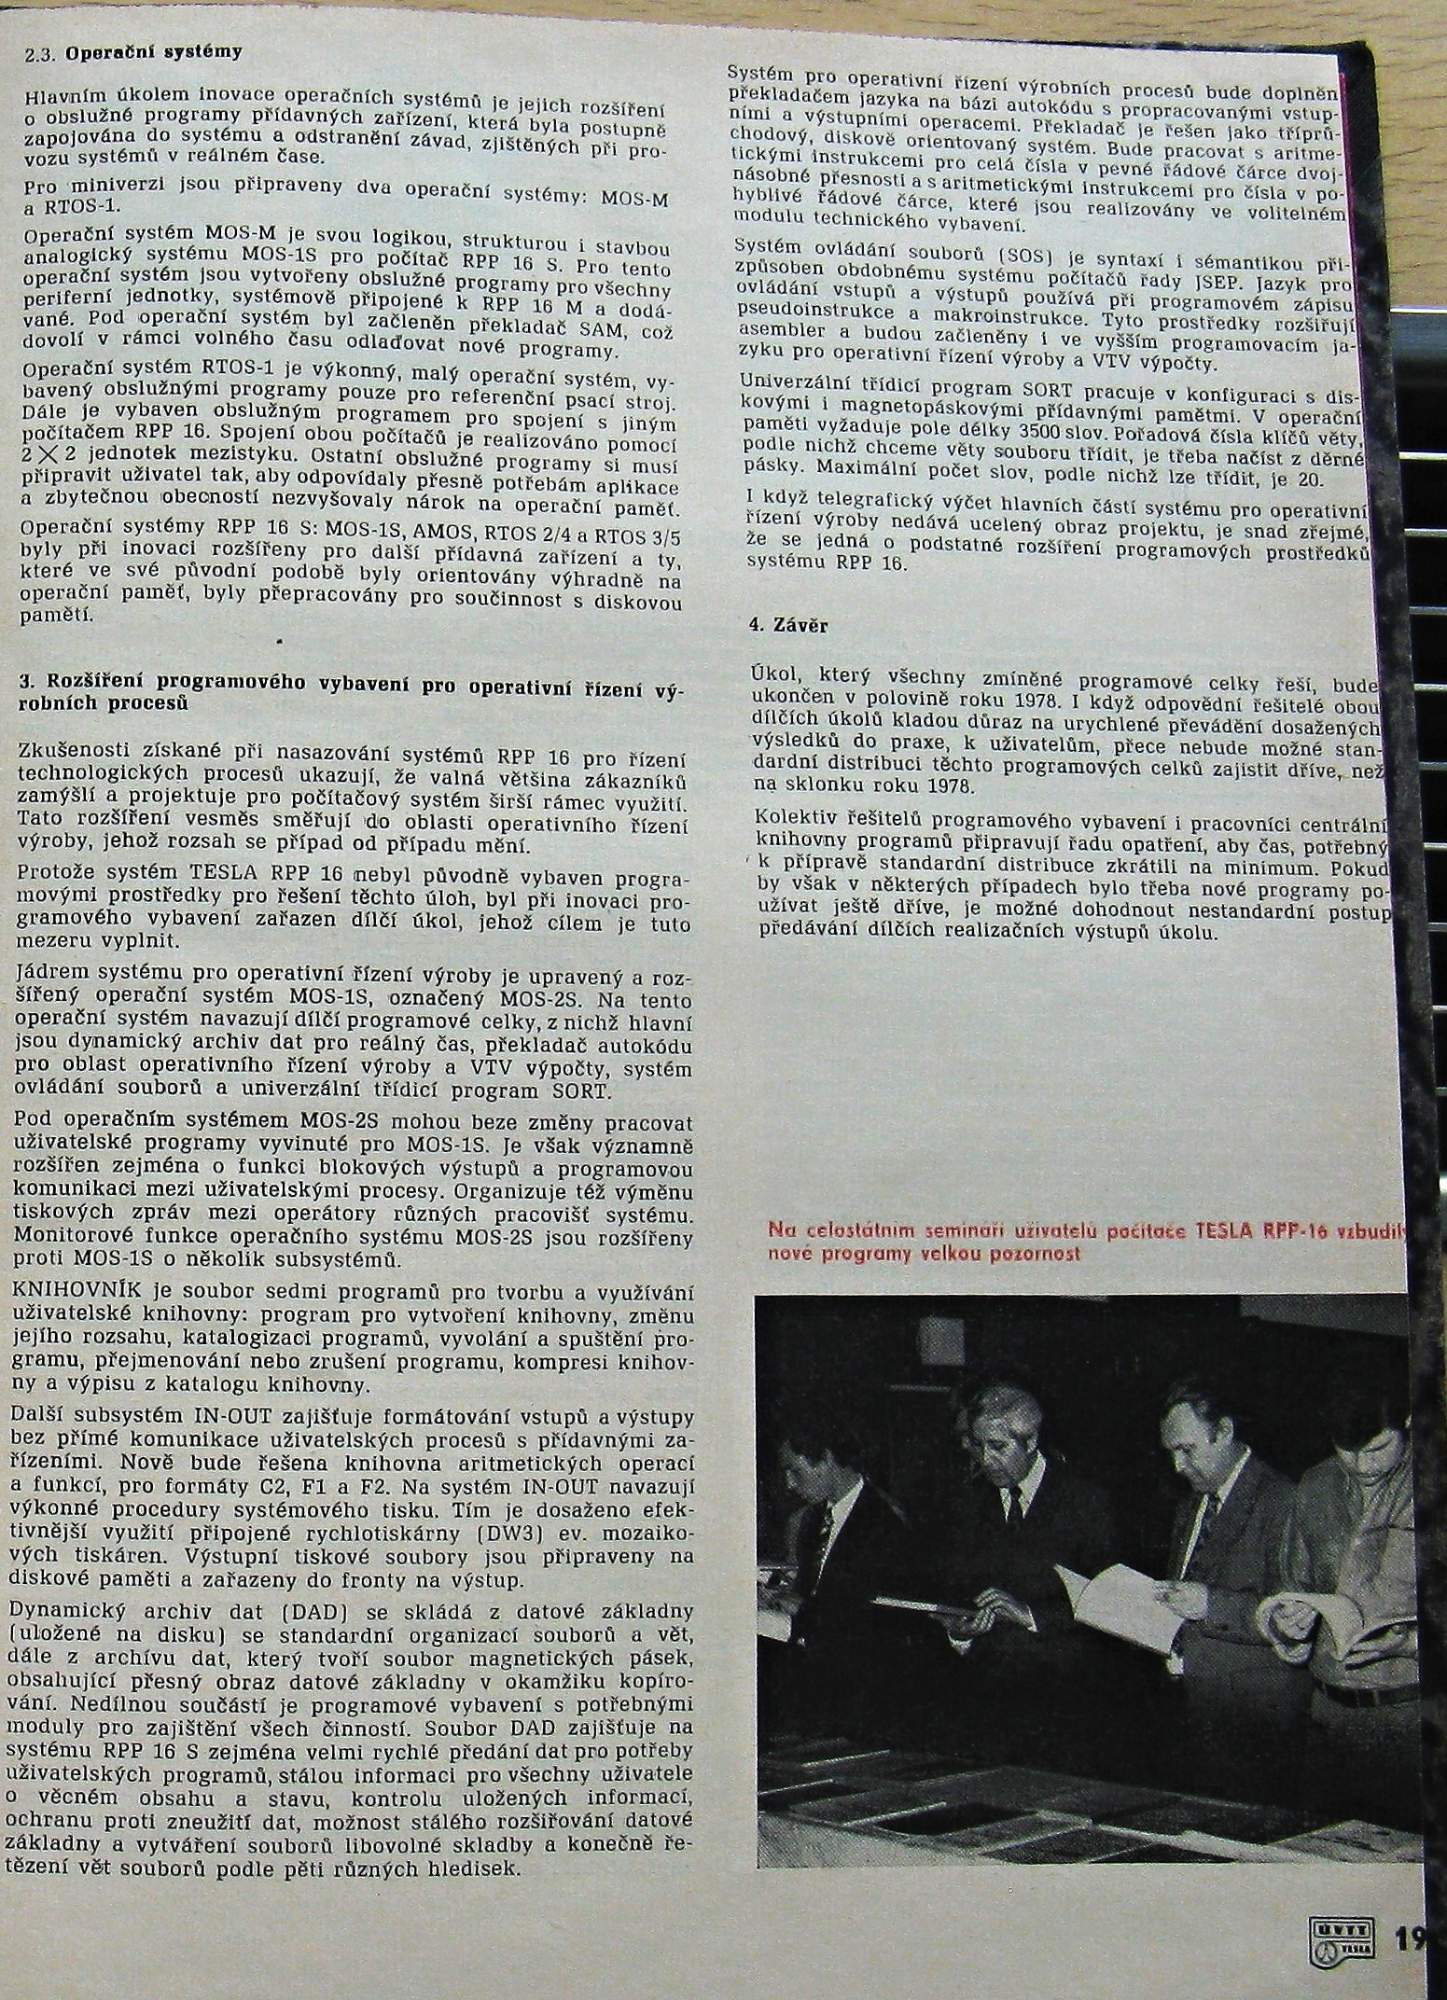 2.3. Operační systémy
Hlavním úkolem inovace operačních systémů je jejich rozšíření
o obslužné programy přídavných zařízení, která byla postupně
zapojována do systému a odstranění závad, zjištěných při pro-
vozu systémů v reálném čase.
Pro miniverzi jsou připraveny dva operační systémy: MOS-M
a RTOS-1.
Operační systém MOS-M je svou logikou, strukturou i stavbou
analogický systému MOS-1S pro počítač RPP 16 S. Pro tento
operační systém jsou vytvořeny obslužné programy pro všechny
periferní jednotky, systémově připojené k RPP 16 M a dodá-
vané. Pod operační systém byl začleněn překladač SAM, což
dovolí v rámci volného času odlaďovat nové programy.
Operační systém RTOS-1 je výkonný, malý operační systém, vy-
bavený obslužnými programy pouze pro referenční psací stroj.
Dále je vybaven obslužným programem pro spojení s jiným
počítačem RPP 16. Spojení obou počítačů je realizováno pomocí
2 × 2 jednotek mezistyku. Ostatní obslužné programy si musí
připravit uživatel tak, aby odpovídaly přesně potřebám aplikace
a zbytečnou obecností nezvyšovaly nárok na operační paměť.
Operační systémy RPP 16 S: MOS-1S, AMOS, RTOS 2/4 a RTOS 3/5
byly při inovaci rozšířeny pro další přídavná zařízení a ty,
které ve své původní podobě byly orientovány výhradně na
operační paměť, byly přepracovány pro součinnost s diskovou
pamětí.
3. Rozšíření programového vybavení pro operativní řízení vý-
robních procesů
Zkušenosti získané při nasazování systémů RPP 16 pro řízení
technologických procesů ukazují, že valná většina zákazníků
zamýšlí a projektuje pro počítačový systém širší rámec využití.
Tato rozšíření vesměs směřují do oblasti operativního řízení
výroby, jehož rozsah se případ od případu mění.
Protože systém TESLA RPP 16 nebyl původně vybaven progra-
movými prostředky pro řešení těchto úloh, byl při inovaci pro-
gramového vybavení zařazen dílčí úkol, jehož cílem je tuto
mezeru vyplnit.
Jádrem systému pro operativní řízení výroby je upravený a roz-
šířený operační systém MOS-1S, označený MOS-2S. Na tento
operační systém navazují dílčí programové celky, z nichž hlavní
jsou dynamický archiv dat pro reálný čas, překladač autokódu
pro oblast operativního řízení výroby a VTV výpočty, systém
ovládání souborů a univerzální třídicí program SORT.
Pod operačním systémem MOS-2S mohou beze změny pracovat
uživatelské programy vyvinuté pro MOS-1S. Je však významně
rozšířen zejména o funkci blokových výstupů a programovou
komunikaci mezi uživatelskými procesy. Organizuje též výměnu
tiskových zpráv mezi operátory různých pracovišť systému.
Monitorové funkce operačního systému MOS-2S jsou rozšířeny
proti MOS-1S o několik subsystémů.
KNIHOVNÍK je soubor sedmi programů pro tvorbu a využívání
uživatelské knihovny: program pro vytvoření knihovny, změnu
jejího rozsahu, katalogizaci programů, vyvolání a spuštění pro-
gramu, přejmenování nebo zrušení programu, kompresi knihov-
ny a výpisu z katalogu knihovny.
Další subsystém IN-OUT zajišťuje formátování vstupů a výstupy
bez přímé komunikace uživatelských procesů s přídavnými za-
řízeními. Nově bude řešena knihovna aritmetických operací
a funkcí, pro formáty C2, F1 a F2. Na systém IN-OUT navazují
výkonné procedury systémového tisku. Tím je dosaženo efek-
tivnější využití připojené rychlotiskárny (DW3) ev. mozaiko-
vých tiskáren. Výstupní tiskové soubory jsou připraveny na
diskové paměti a zařazeny do fronty na výstup.
Dynamický archiv dat (DAD) se skládá z datové základny
(uložené na disku) se standardní organizací souborů a vět,
dále z archívu dat, který tvoří soubor magnetických pásek,
obsahující přesný obraz datové základny v okamžiku kopíro-
vání. Nedílnou součástí je programové vybavení s potřebnými
moduly pro zajištění všech činností. Soubor DAD zajišťuje na
systému RPP 16 S zejména velmi rychlé předání dat pro potřeby
uživatelských programů, stálou informaci pro všechny uživatele
o věcném obsahu a stavu, kontrolu uložených informací,
ochranu proti zneužití dat, možnost stálého rozšiřování datové
základny a vytváření souborů libovolné skladby a konečně ře-
tězení vět souborů podle pěti různých hledisek.
Systém pro operativní řízení výrobních procesů bude doplněn
překladačem jazyka na bázi autokódu s propracovanými vstup-
ními a výstupními operacemi. Překladač je řešen jako tříprů-
chodový, diskově orientovaný systém. Bude pracovat s aritme-
tickými instrukcemi pro celá čísla v pevné řádové čárce dvoj-
násobné přesnosti a s aritmetickými instrukcemi pro čísla v po-
hyblivé řádové čárce, které jsou realizovány ve volitelném
modulu technického vybavení.
Systém ovládání souborů (SOS) je syntaxí i sémantikou při-
způsoben obdobnému systému počítačů řady JSEP. Jazyk pro
ovládání vstupů a výstupů používá při programovém zápisu
pseudoinstrukce a makroinstrukce. Tyto prostředky rozšiřují
asembler a budou začleněny i ve vyšším programovacím ja-
zyku pro operativní řízení výroby a VTV výpočty.
Univerzální třídicí program SORT pracuje v konfiguraci s dis-
kovými i magnetopáskovými přídavnými pamětmi. V operační
paměti vyžaduje pole délky 3500 slov. Pořadová čísla klíčů věty,
podle nichž chceme věty souboru třídit, je třeba načíst z děrné
pásky. Maximální počet slov, podle nichž lze třídit, je 20.
I když telegrafický výčet hlavních částí systému pro operativní
řízení výroby nedává ucelený obraz projektu, je snad zřejmé,
že se jedná o podstatné rozšíření programových prostředků
systému RPP 16.
4. Závěr
Úkol, který všechny zmíněné programové celky řeší, bude
ukončen v polovině roku 1978. I když odpovědní řešitelé obou
dílčích úkolů kladou důraz na urychlené převádění dosažených
výsledků do praxe, k uživatelům, přece nebude možné stan-
dardní distribuci těchto programových celků zajistit dříve, než
na sklonku roku 1978.
Kolektiv řešitelů programového vybavení i pracovníci centrální
knihovny programů připravují řadu opatření, aby čas, potřebný
k přípravě standardní distribuce zkrátili na minimum. Pokud
by však v některých případech bylo třeba nové programy po-
užívat ještě dříve, je možné dohodnout nestandardní postup
předávání dílčích realizačních výstupů úkolu.
Na celostátním semináři uživatelů počítače TESLA RPP-16 vzbudily
nové programy velkou pozornost
ÚVTT
TESLA
19